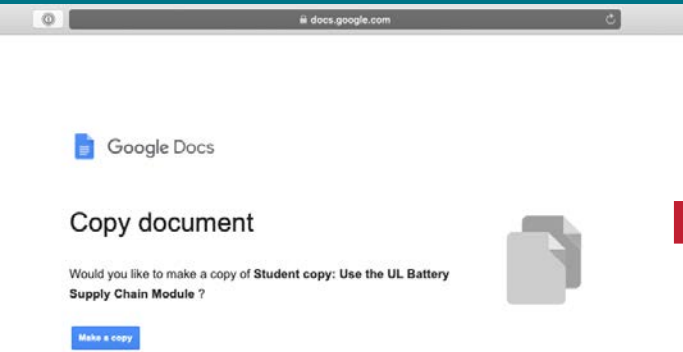 docs.google.com
Google Docs
Copy document
Would you like to make a copy of Student copy: Use the UL Battery
Supply Chain Module ?
Make a copy